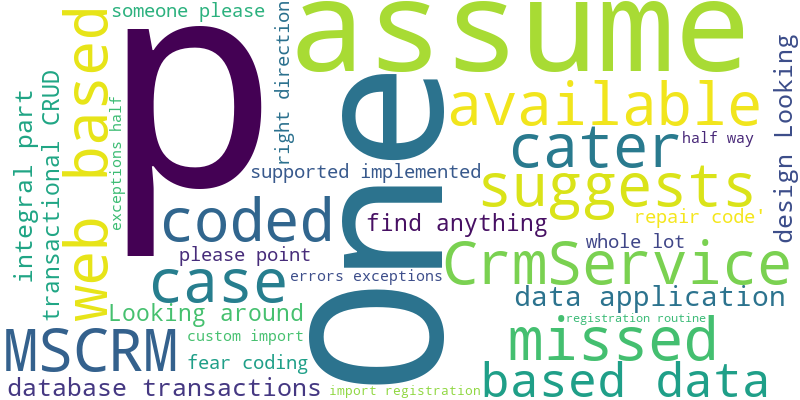 someone please
p
assume
one
web based
right direction
design Looking
integral part
transactional CRUD
exceptions half
available
cater
half way
supported implemented
suggests
coded
find anything
repair code'
please point
whole lot
case
errors exceptions
CrmService
data application
Looking around
registration routine
MSCRM
custom import
missed
fear coding
database transactions
import registration
based data